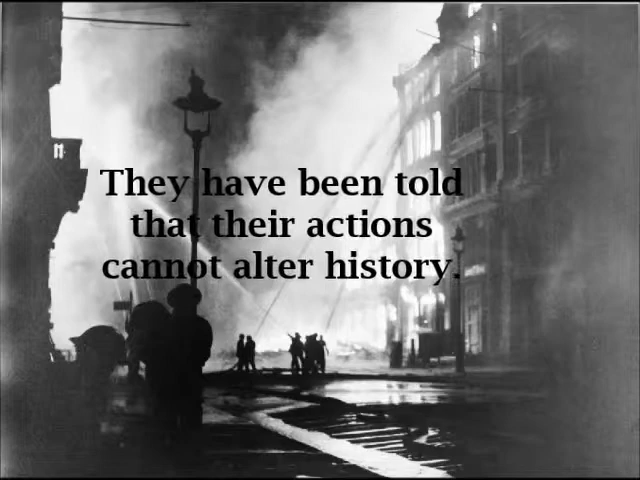 They have been told
that their actions
cannot alter history.